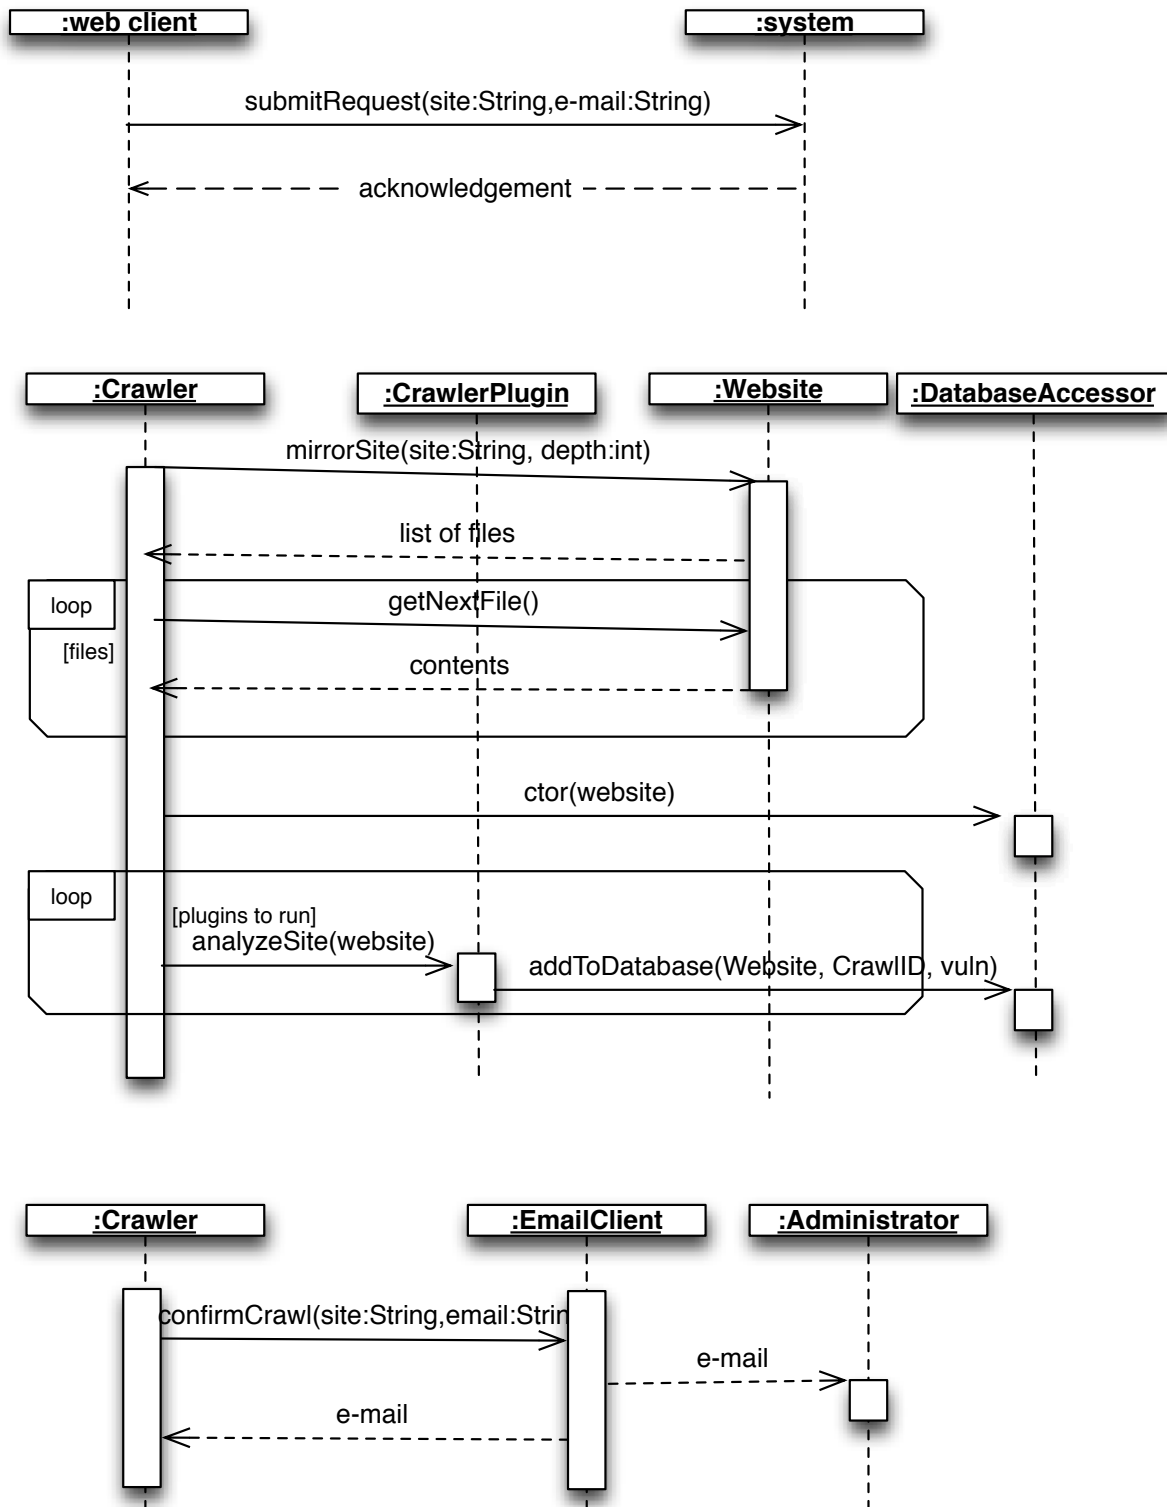 :web client
:system
submitRequest(site:String,e-mail:String)
acknowledgement
:Crawler
:CrawlerPlugin
:Website
:DatabaseAccessor
mirrorSite(site:String, depth:int)
list of files
loop
getNextFile()
[files]
contents
ctor(website)
loop
[plugins to run]
analyzeSite(website)
addToDatabase(Website, CrawlID, vuln)
:Crawler
:EmailClient
:Administrator
confirmCrawl(site:String,email:Strin
e-mail
e-mail